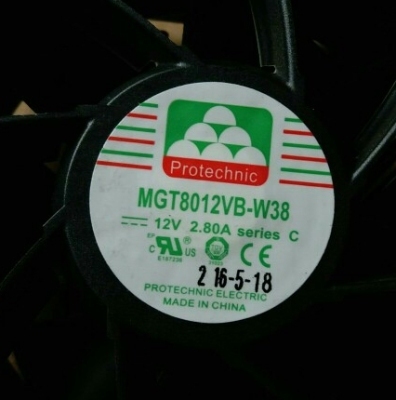 Protechnic
MGT8012VB-W38
12V 2.80A series C
C US CE
2 16-5-18
PROTECHNIC ELECTRIC
MADE IN CHINA